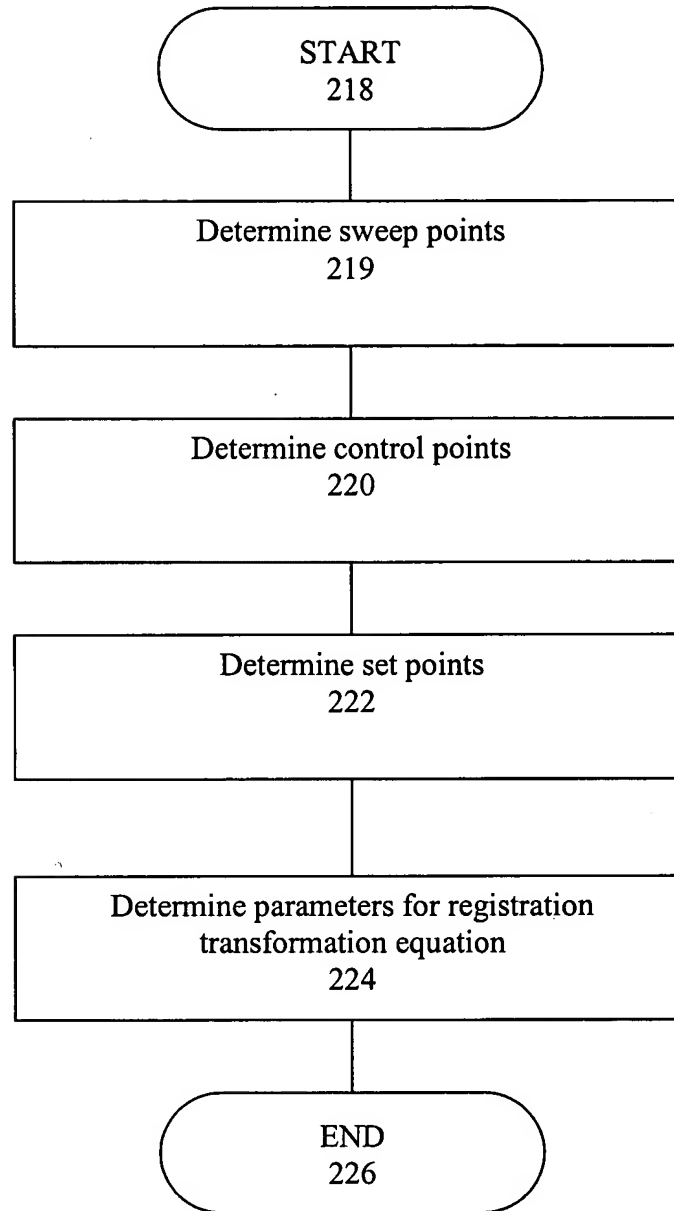 START
218
Determine sweep points
219
Determine control points
220
Determine set points
222
Determine parameters for registration
transformation equation
224
END
226